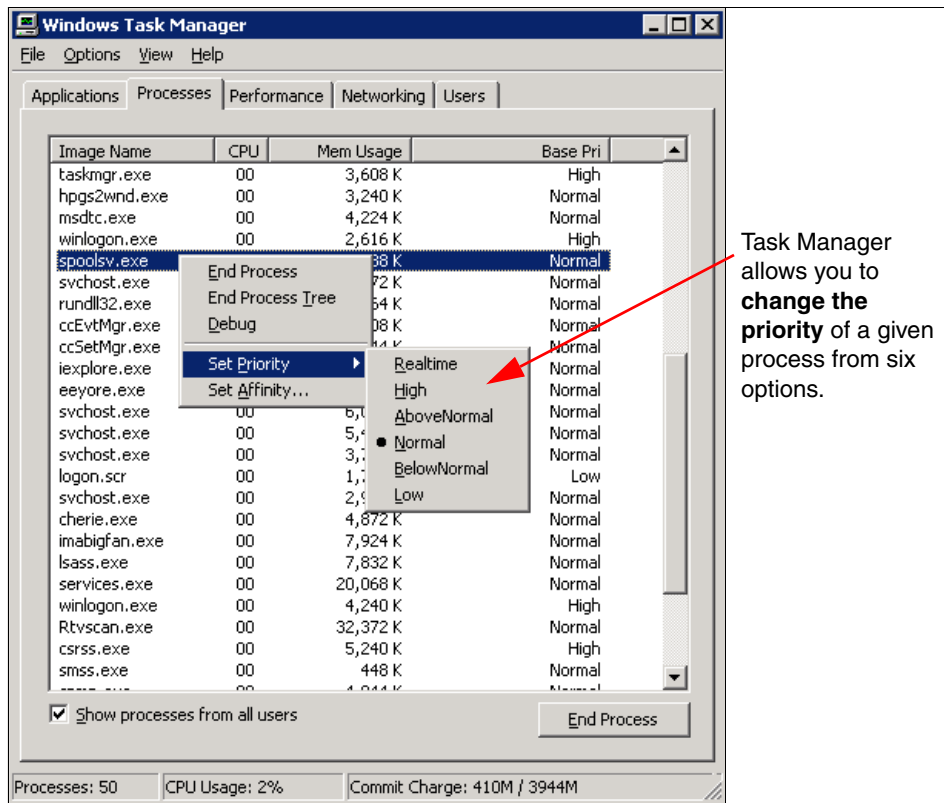 Windows Task Manager
File Options View Help
Applications Processes Performance Networking Users
Image Name CPU Mem Usage Base Pri
taskmgr.exe 00 3,608 K High
hpgs2wnd.exe 00 3,240 K Normal
msdtc.exe 00 4,224 K Normal
winlogon.exe 00 2,616 K High
spoolsv.exe 38 K Normal
svchost.exe 72 K Normal
rundll32.exe 64 K Normal
ccEvtMgr.exe 08 K Normal
ccSetMgr.exe Normal
iexplore.exe Normal
eeyore.exe Normal
svchost.exe 00 Normal
svchost.exe 00 Normal
svchost.exe 00 Normal
logon.scr 00 Low
svchost.exe 00 Normal
cherie.exe 00 4,872 K Normal
imabigfan.exe 00 7,924 K Normal
lsass.exe 00 7,832 K Normal
services.exe 00 20,068 K Normal
winlogon.exe 00 4,240 K High
Rtvscan.exe 00 32,372 K Normal
csrss.exe 00 5,240 K High
smss.exe 00 448 K Normal
End Process
End Process Tree
Debug
Set Priority
Set Affinity...
Realtime
High
AboveNormal
Normal
BelowNormal
Low
Show processes from all users
End Process
Processes: 50 CPU Usage: 2% Commit Charge: 410M / 3944M
Task Manager
allows you to
change the
priority of a given
process from six
options.